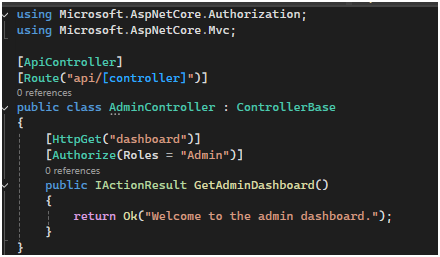 using Microsoft.AspNetCore.Authorization;
using Microsoft.AspNetCore.Mvc;
[ApiController]
[Route("api/[controller]")]
0 references
public class AdminController : ControllerBase
{
[HttpGet("dashboard")]
[Authorize(Roles = "Admin")]
0 references
public IActionResult GetAdminDashboard()
{
return Ok("Welcome to the admin dashboard.");
}
}